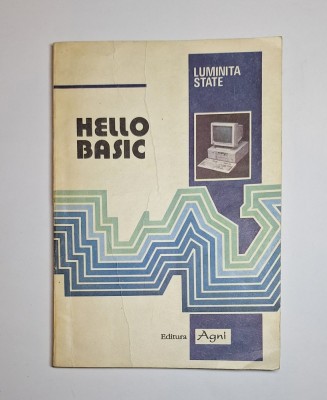 LUMINITA
STATE
HELLO
BASIC
Editura Agni